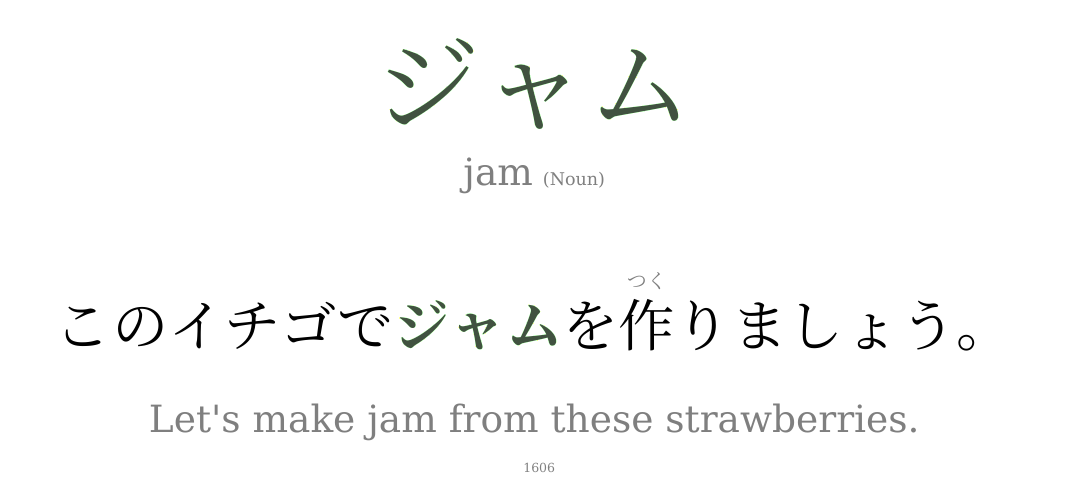 ジャム
jam (Noun)
つく
このイチゴでジャムを作りましょう。
Let's make jam from these strawberries.
1606